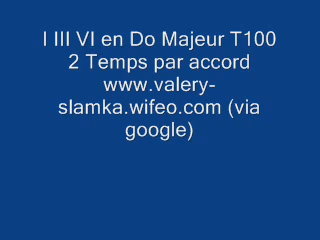 I III VI en Do Majeur T100
2 Temps par accord
www.valery-
slamka.wifeo.com (via
google)